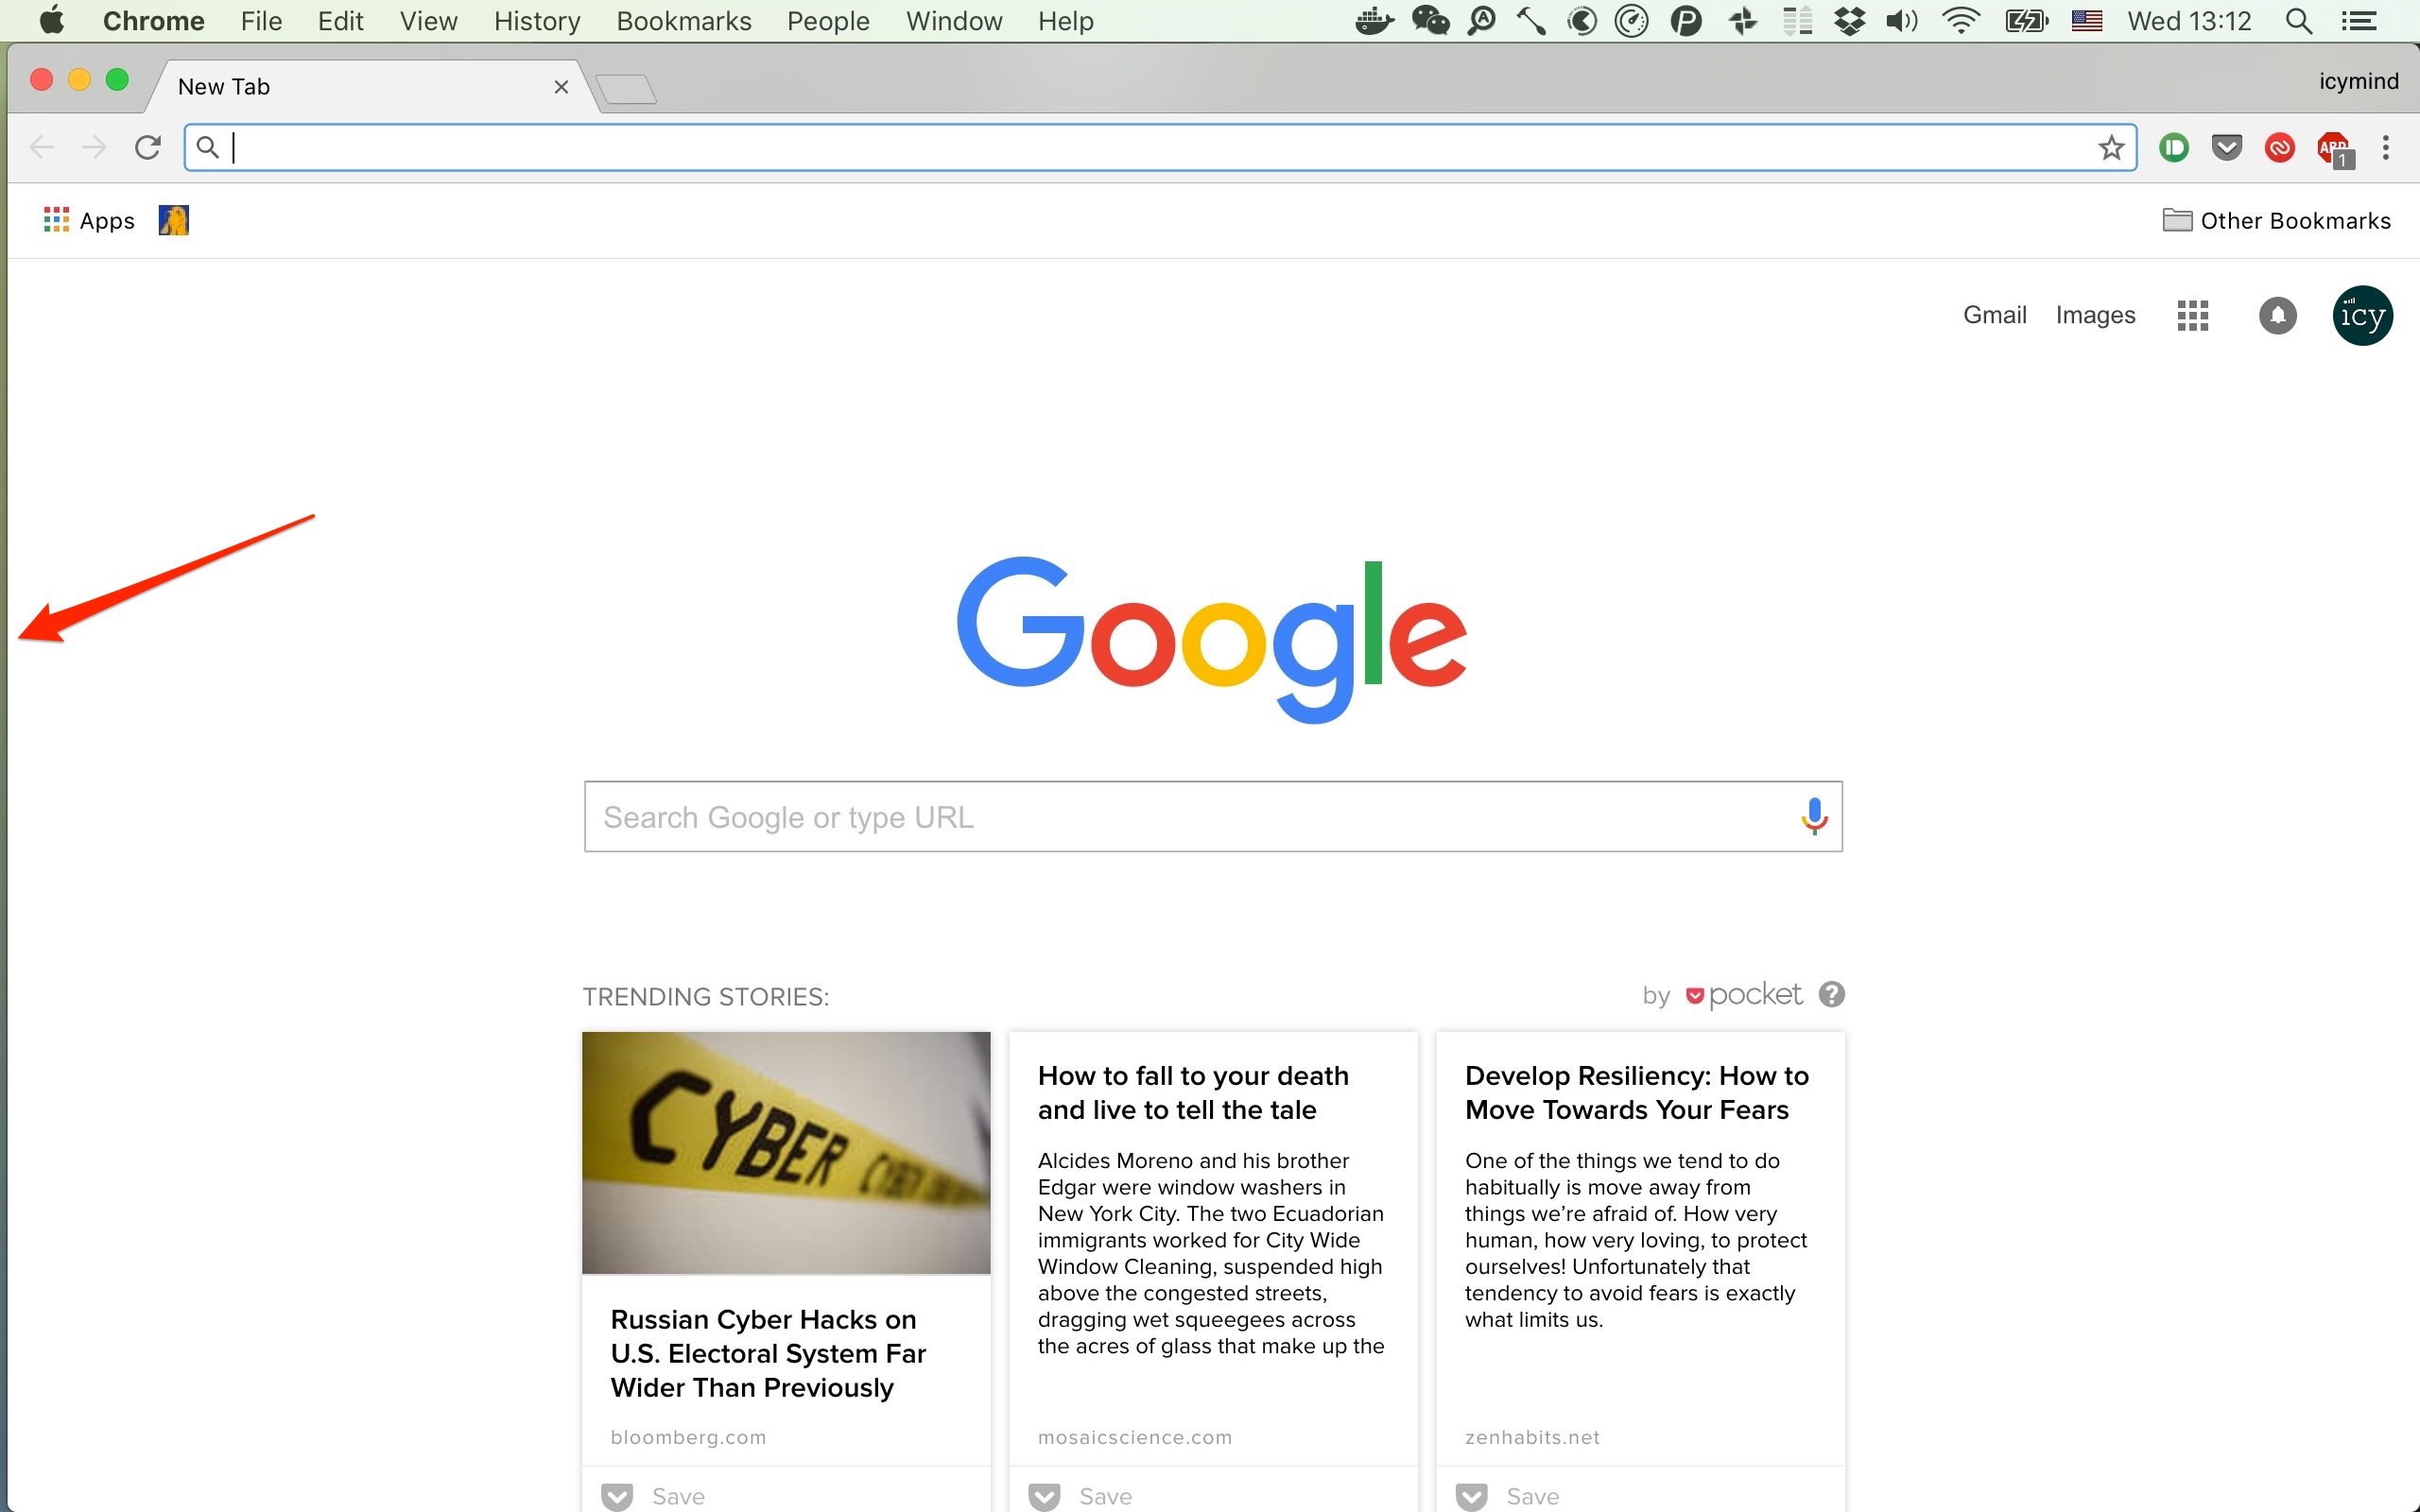 Chrome File Edit View History Bookmarks People Window Help Wed 13:12
New Tab icymind
ABP 1
Apps Other Bookmarks
Gmail Images icy
Google
Search Google or type URL
TRENDING STORIES: by pocket ?
CYBER CYBER
Russian Cyber Hacks on
U.S. Electoral System Far
Wider Than Previously
bloomberg.com
Save
How to fall to your death
and live to tell the tale
Alcides Moreno and his brother
Edgar were window washers in
New York City. The two Ecuadorian
immigrants worked for City Wide
Window Cleaning, suspended high
above the congested streets,
dragging wet squeegees across
the acres of glass that make up the
mosaicscience.com
Save
Develop Resiliency: How to
Move Towards Your Fears
One of the things we tend to do
habitually is move away from
things we’re afraid of. How very
human, how very loving, to protect
ourselves! Unfortunately that
tendency to avoid fears is exactly
what limits us.
zenhabits.net
Save